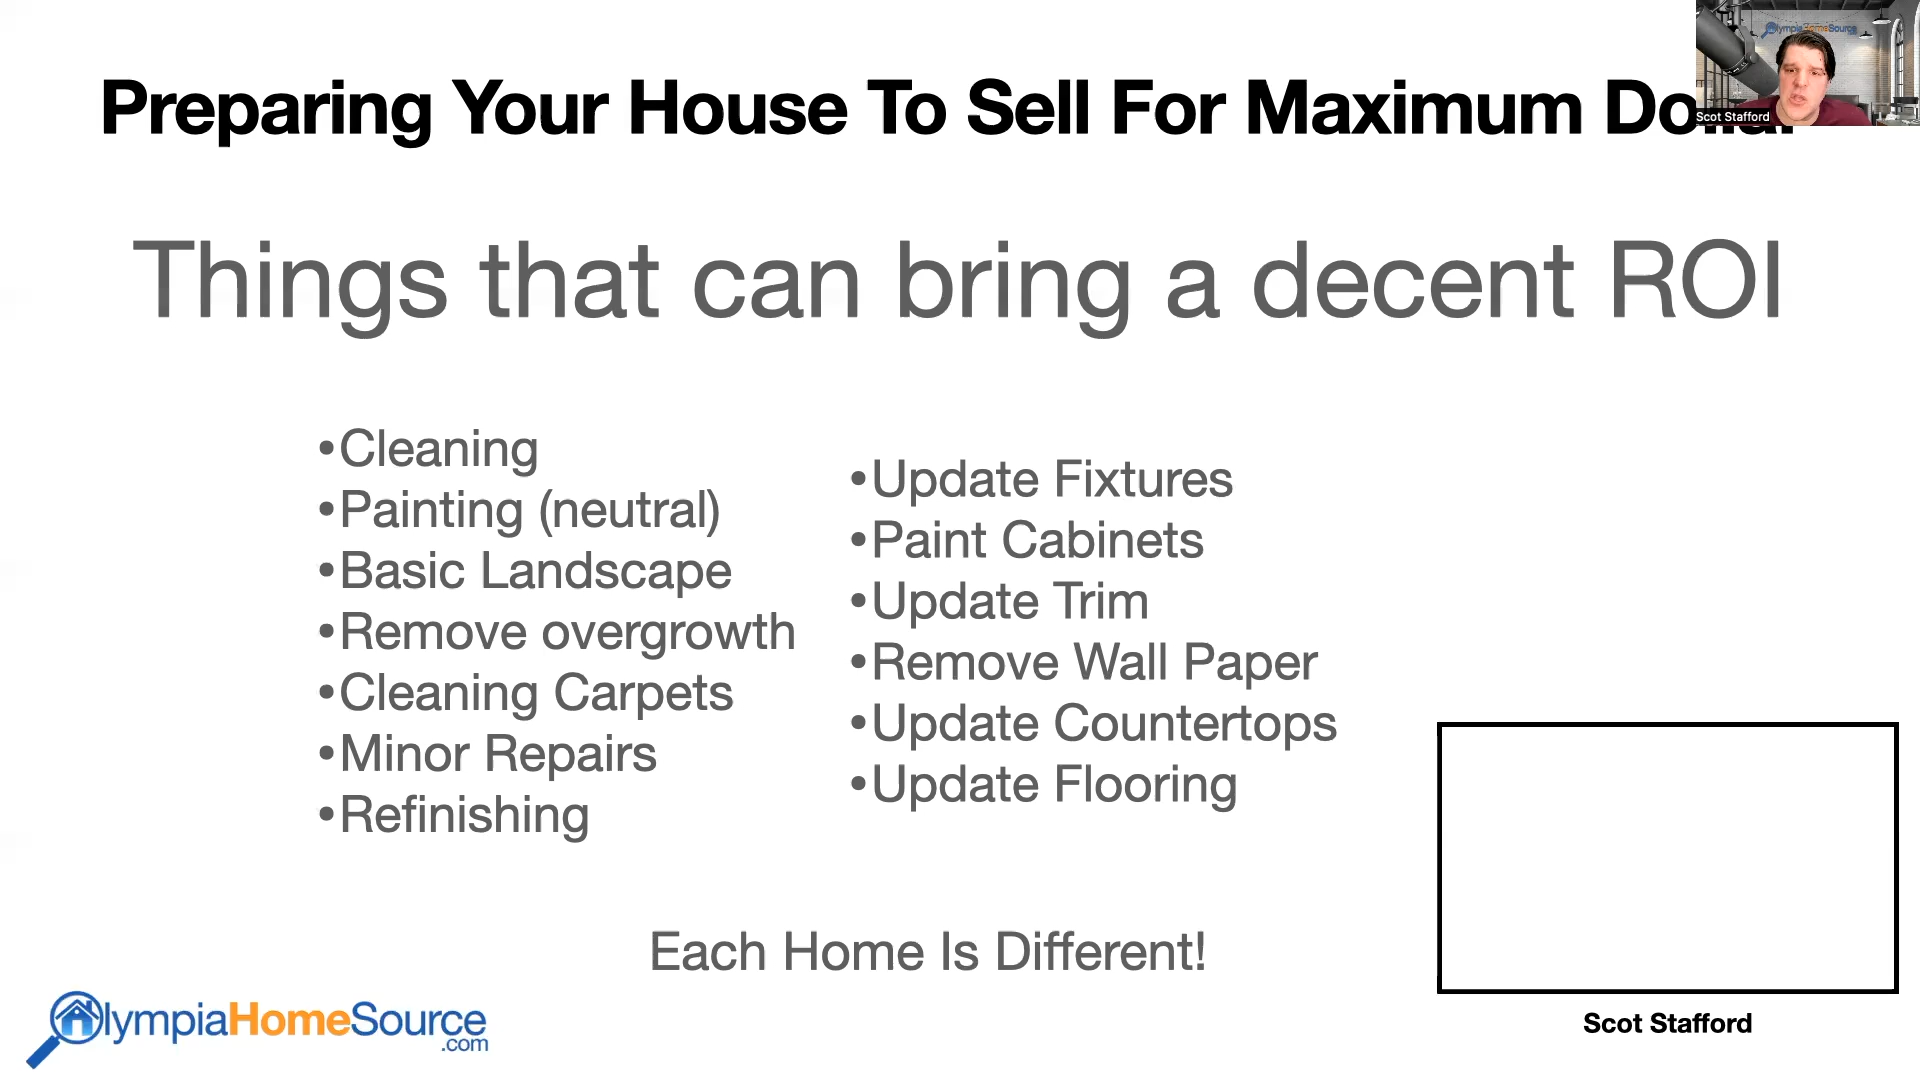 Preparing Your House To Sell For Maximum Dollar
OlympiaHomeSource
Scot Stafford
Things that can bring a decent ROI
•Cleaning
•Painting (neutral)
•Basic Landscape
•Remove overgrowth
•Cleaning Carpets
•Minor Repairs
•Refinishing
•Update Fixtures
•Paint Cabinets
•Update Trim
•Remove Wall Paper
•Update Countertops
•Update Flooring
Each Home Is Different!
OlympiaHomeSource
.com
Scot Stafford